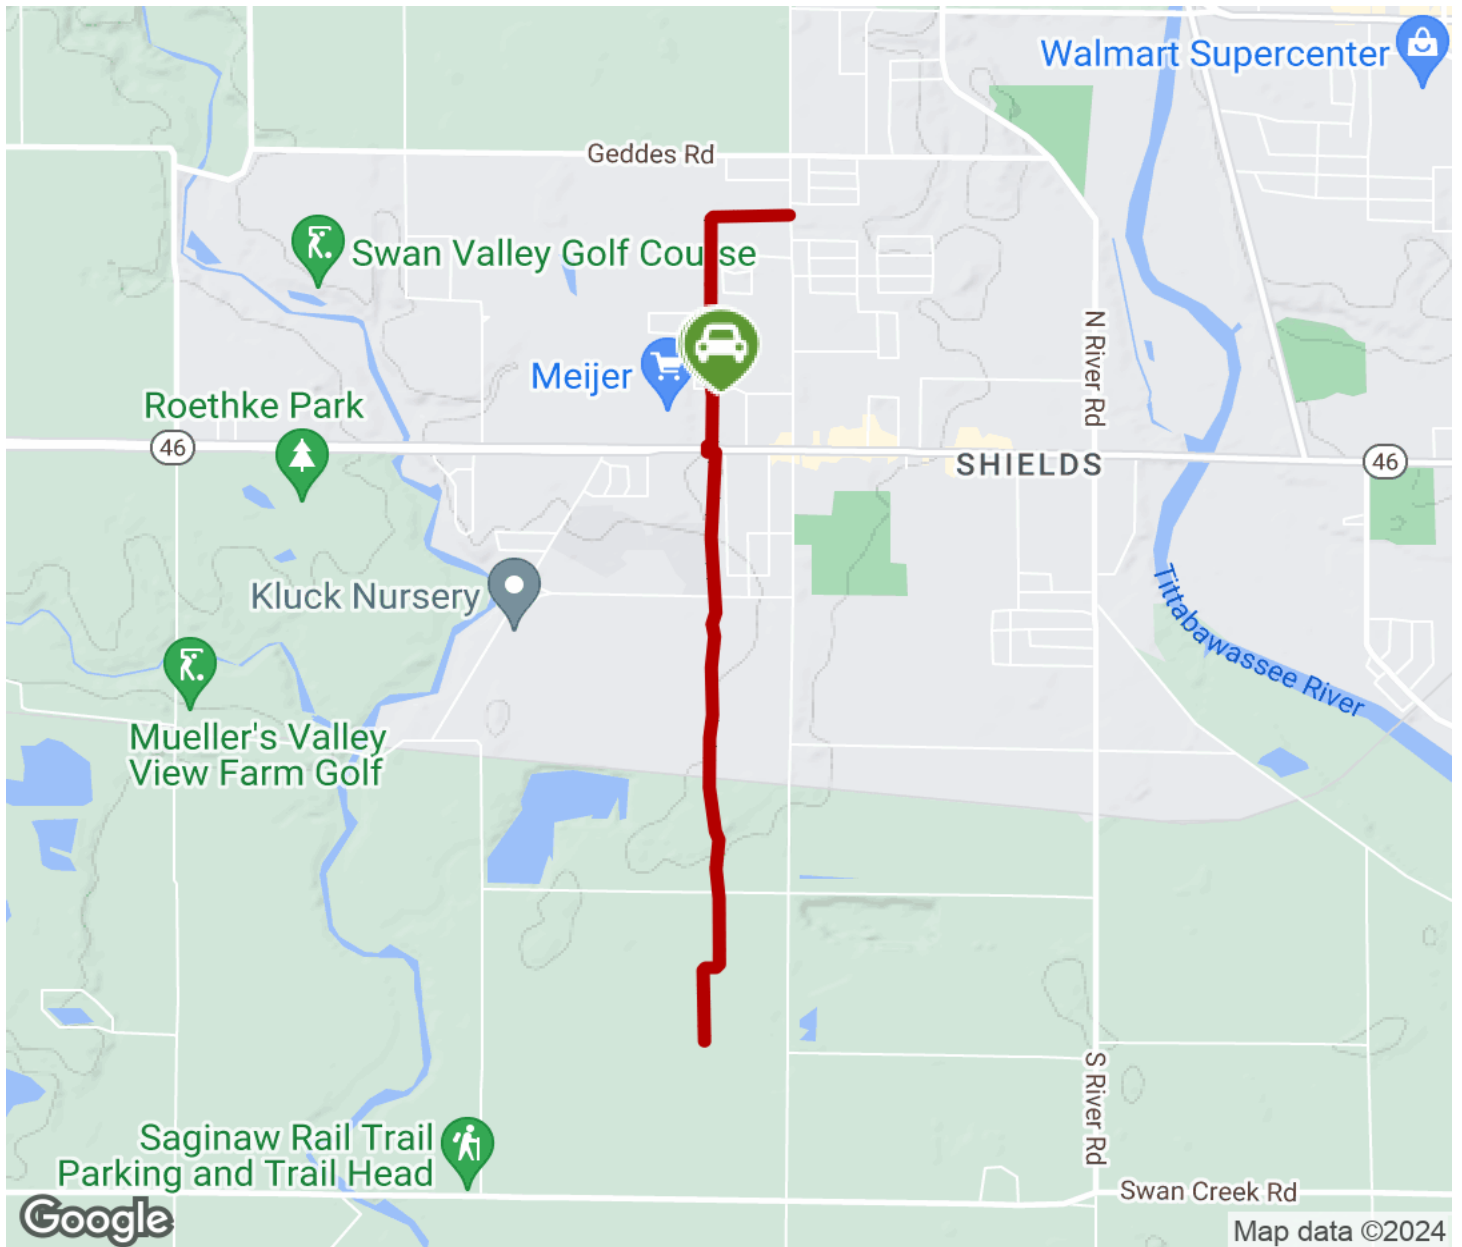 Walmart Supercenter
Geddes Rd
Swan Valley Golf Course
N River Rd
Meijer
Roethke Park
46
SHIELDS
46
Kluck Nursery
Tittabawassee River
Mueller's Valley
View Farm Golf
S River Rd
Saginaw Rail Trail
Parking and Trail Head
Swan Creek Rd
Google
Map data ©2024